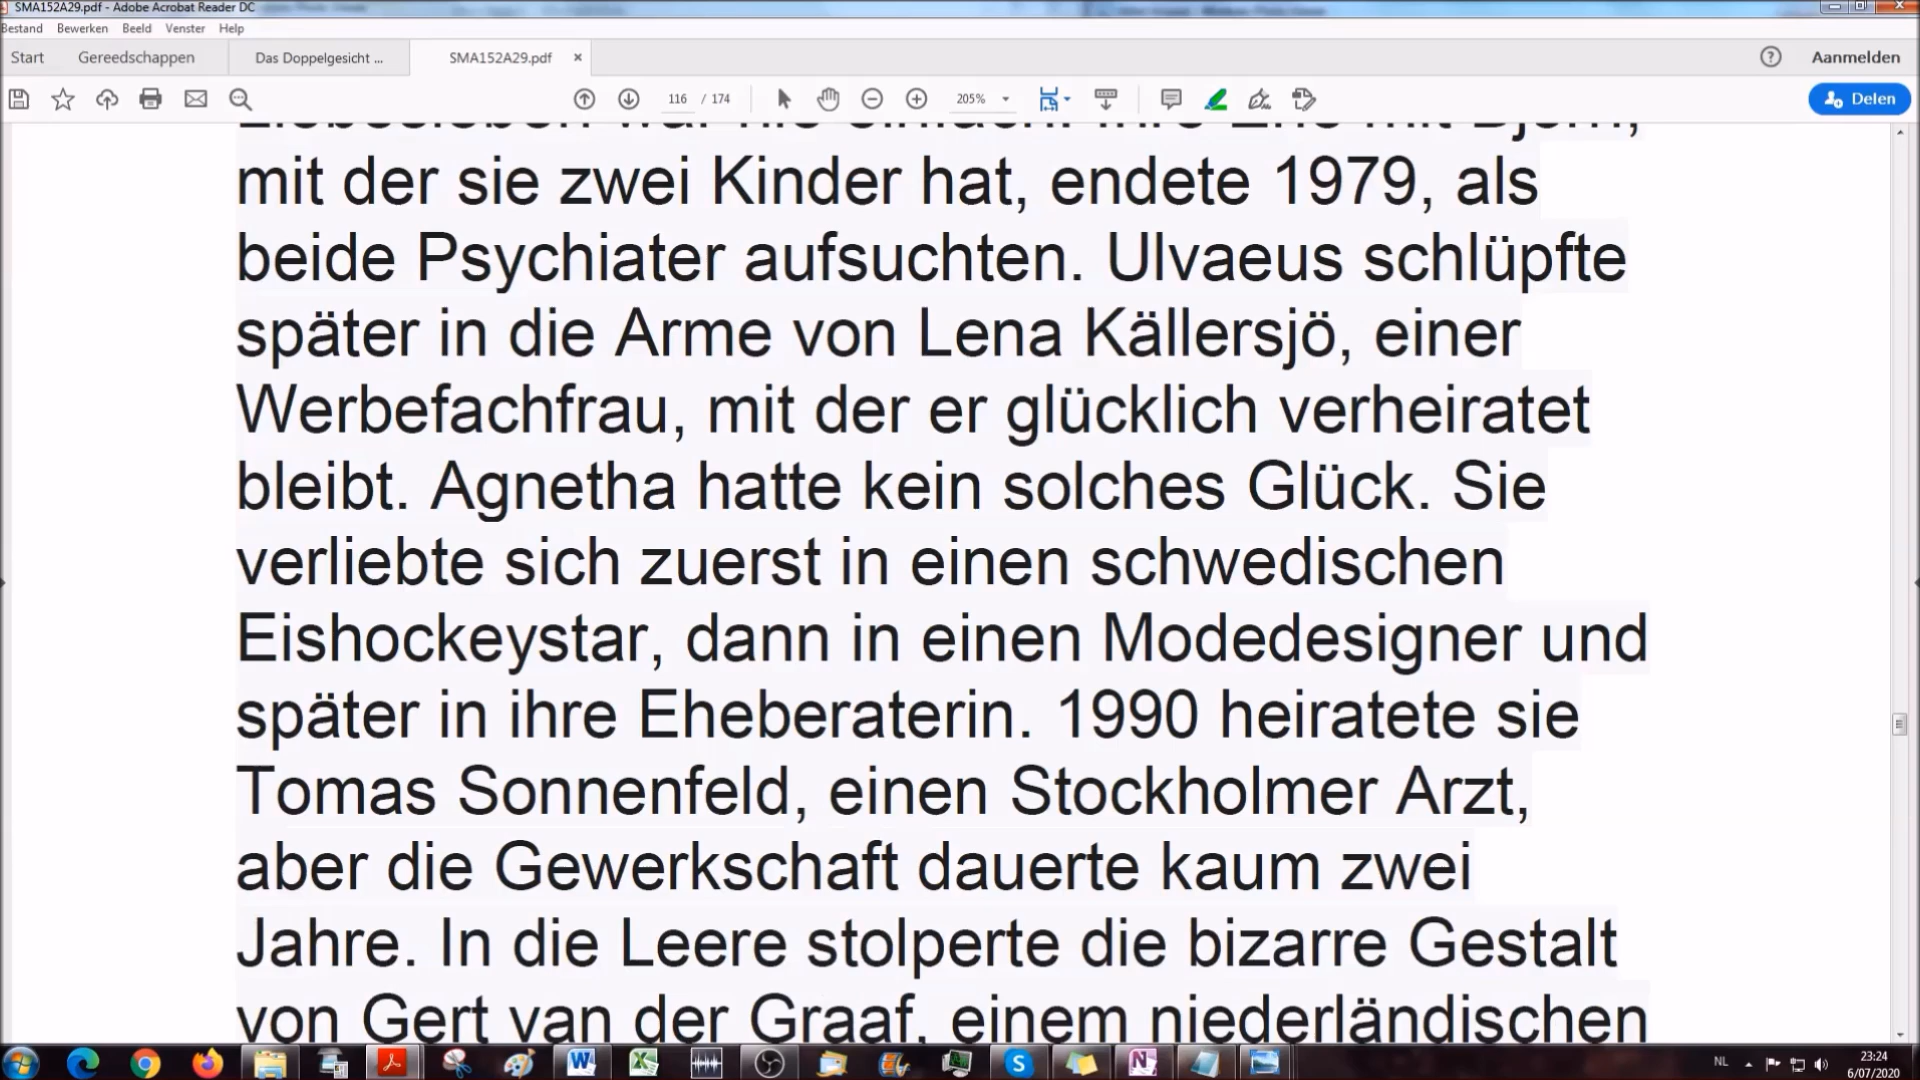 SMA152A29.pdf - Adobe Acrobat Reader DC
Bestand Bewerken Beeld Venster Help
Start Gereedschappen Das Doppelgesicht ... SMA152A29.pdf × Aanmelden
116 / 174 205% Delen
mit der sie zwei Kinder hat, endete 1979, als
beide Psychiater aufsuchten. Ulvaeus schlüpfte
später in die Arme von Lena Källersjö, einer
Werbefachfrau, mit der er glücklich verheiratet
bleibt. Agnetha hatte kein solches Glück. Sie
verliebte sich zuerst in einen schwedischen
Eishockeystar, dann in einen Modedesigner und
später in ihre Eheberaterin. 1990 heiratete sie
Tomas Sonnenfeld, einen Stockholmer Arzt,
aber die Gewerkschaft dauerte kaum zwei
Jahre. In die Leere stolperte die bizarre Gestalt
von Gert van der Graaf, einem niederländischen
NL 23:24
6/07/2020